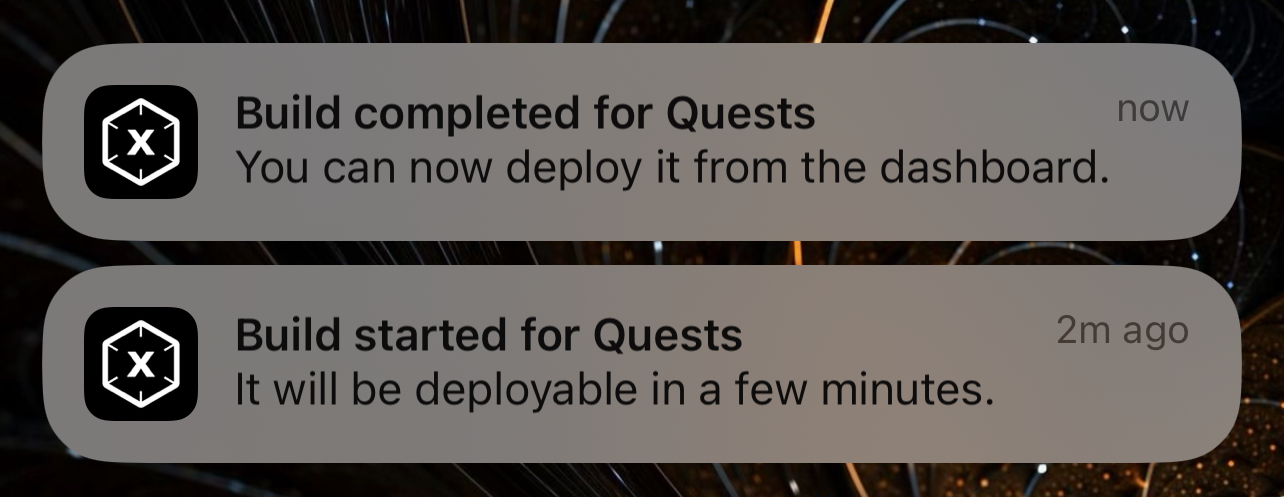 X
Build completed for Quests
now
You can now deploy it from the dashboard.
X
Build started for Quests
2m ago
It will be deployable in a few minutes.